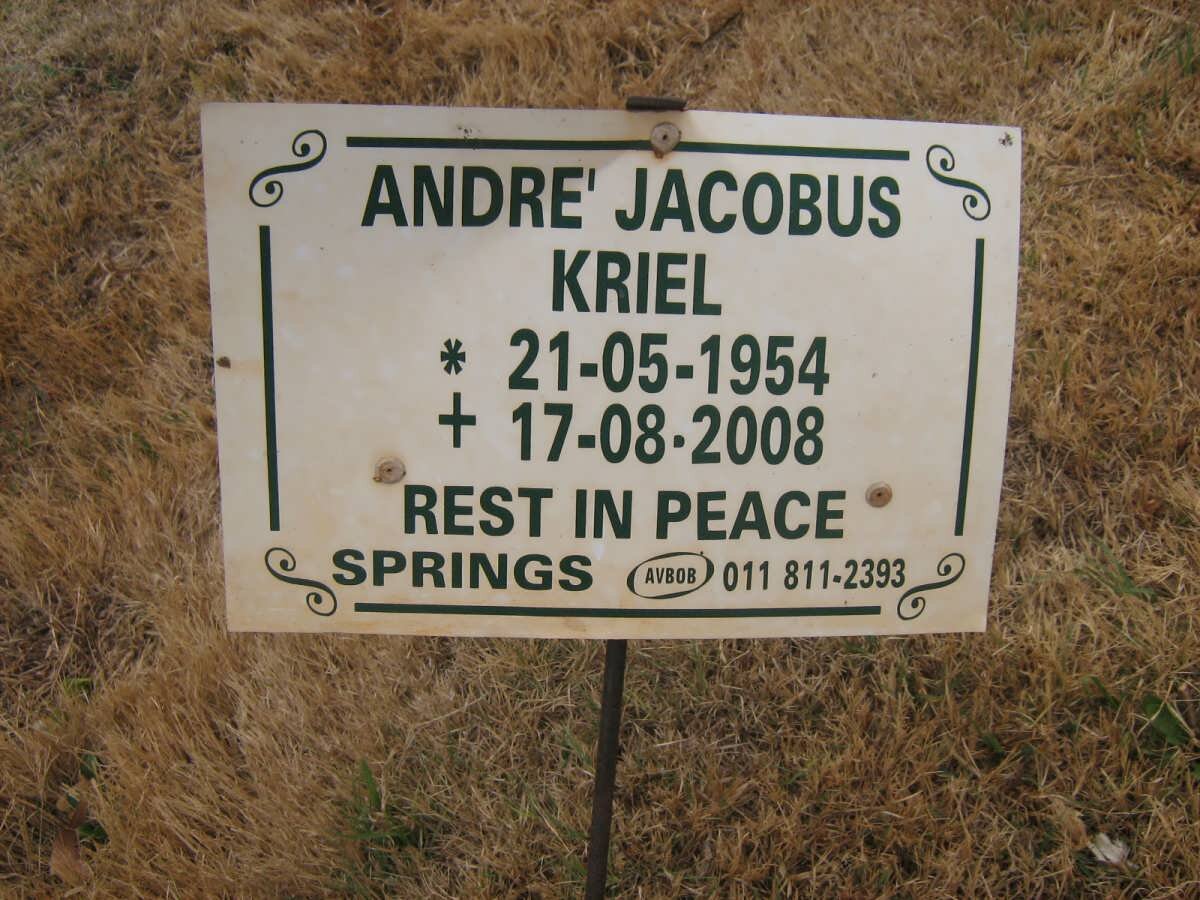 ANDRE' JACOBUS
KRIEL
* 21-05-1954
+ 17-08-2008
REST IN PEACE
SPRINGS AVBOB 011 811-2393